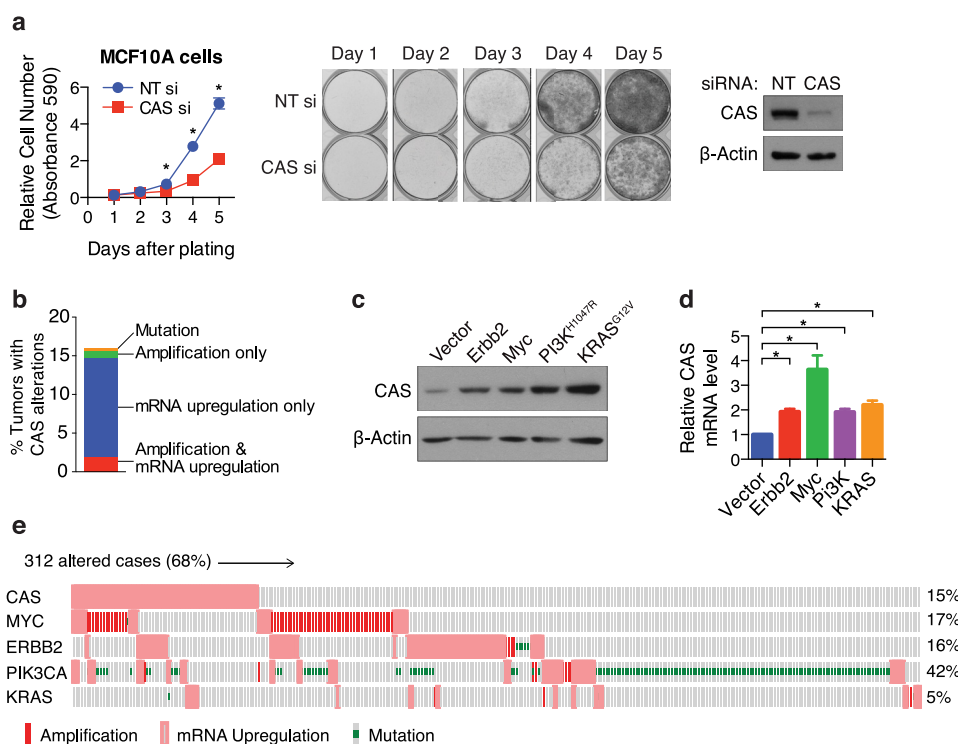 a
MCF10A cells
Relative Cell Number
(Absorbance 590)
6
4
2
0
0 1 2 3 4 5
Days after plating
NT si
CAS si
*
*
*
Day 1 Day 2 Day 3 Day 4 Day 5
NT si
CAS si
siRNA: NT CAS
CAS
β-Actin
b
% Tumors with
CAS alterations
20
15
10
5
0
Mutation
Amplification only
mRNA upregulation only
Amplification &
mRNA upregulation
c
Vector Erbb2 Myc PI3K^H1047R KRAS^G12V
CAS
β-Actin
d
Relative CAS
mRNA level
5
4
3
2
1
0
*
*
*
*
Vector Erbb2 Myc Pi3K KRAS
e
312 altered cases (68%)
CAS 15%
MYC 17%
ERBB2 16%
PIK3CA 42%
KRAS 5%
Amplification mRNA Upregulation Mutation